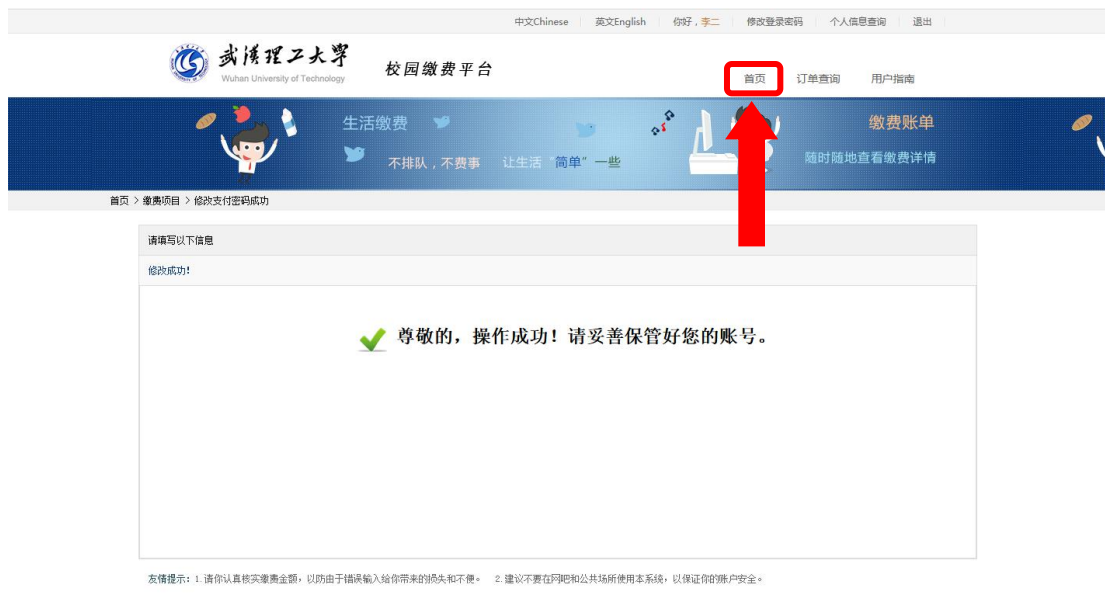 中文Chinese 英文English 你好，李二 修改登录密码 个人信息查询 退出
武汉理工大学
Wuhan University of Technology
校园缴费平台
首页 订单查询 用户指南
生活缴费
不排队，不费事 让生活“简单”一些
缴费账单
随时随地查看缴费详情
首页 > 缴费项目 > 修改支付密码成功
请填写以下信息
修改成功！
尊敬的，操作成功！请妥善保管好您的账号。
友情提示：1.请你认真核实缴费金额，以防由于错误输入给你带来的损失和不便。 2.建议不要在网吧和公共场所使用本系统，以保证你的账户安全。